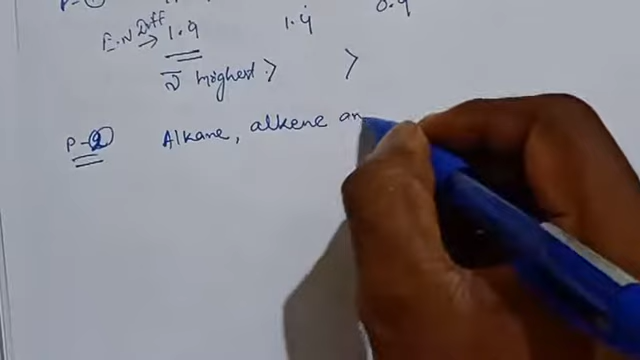 E.N Diff → 1.9 1.4 0.9
ν̅ highest > >
P-2 Alkane, alkene an